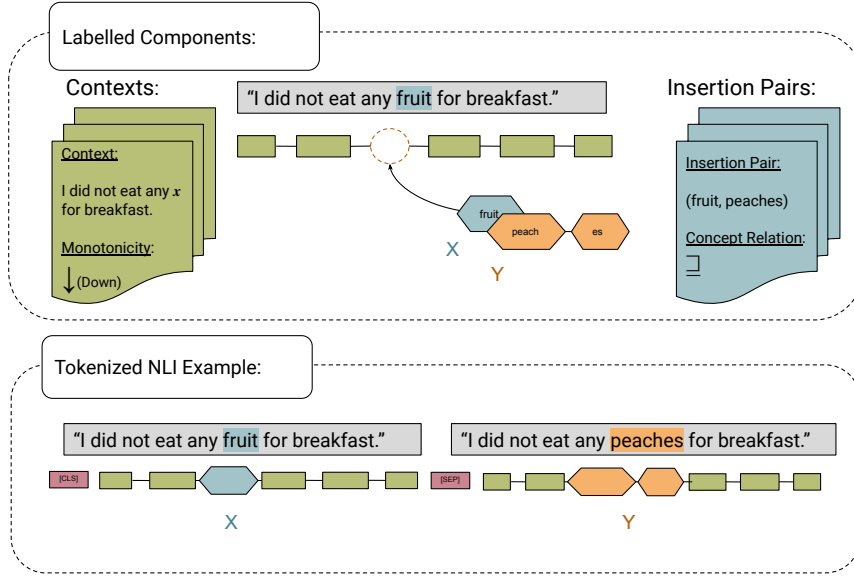 Labelled Components:
Contexts:
“I did not eat any fruit for breakfast.”
Insertion Pairs:
Context:
I did not eat any x
for breakfast.
Monotonicity:
↓(Down)
fruit
peach
es
X
Y
Insertion Pair:
(fruit, peaches)
Concept Relation:
⊒
Tokenized NLI Example:
“I did not eat any fruit for breakfast.”
“I did not eat any peaches for breakfast.”
[CLS]
[SEP]
X
Y